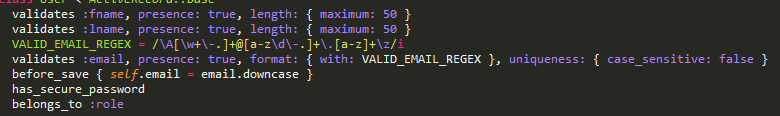 class User < ActiveRecord::Base
validates :fname, presence: true, length: { maximum: 50 }
validates :lname, presence: true, length: { maximum: 50 }
VALID_EMAIL_REGEX = /\A[\w+\-.]+@[a-z\d\-.]+\.[a-z]+\z/i
validates :email, presence: true, format: { with: VALID_EMAIL_REGEX }, uniqueness: { case_sensitive: false }
before_save { self.email = email.downcase }
has_secure_password
belongs_to :role